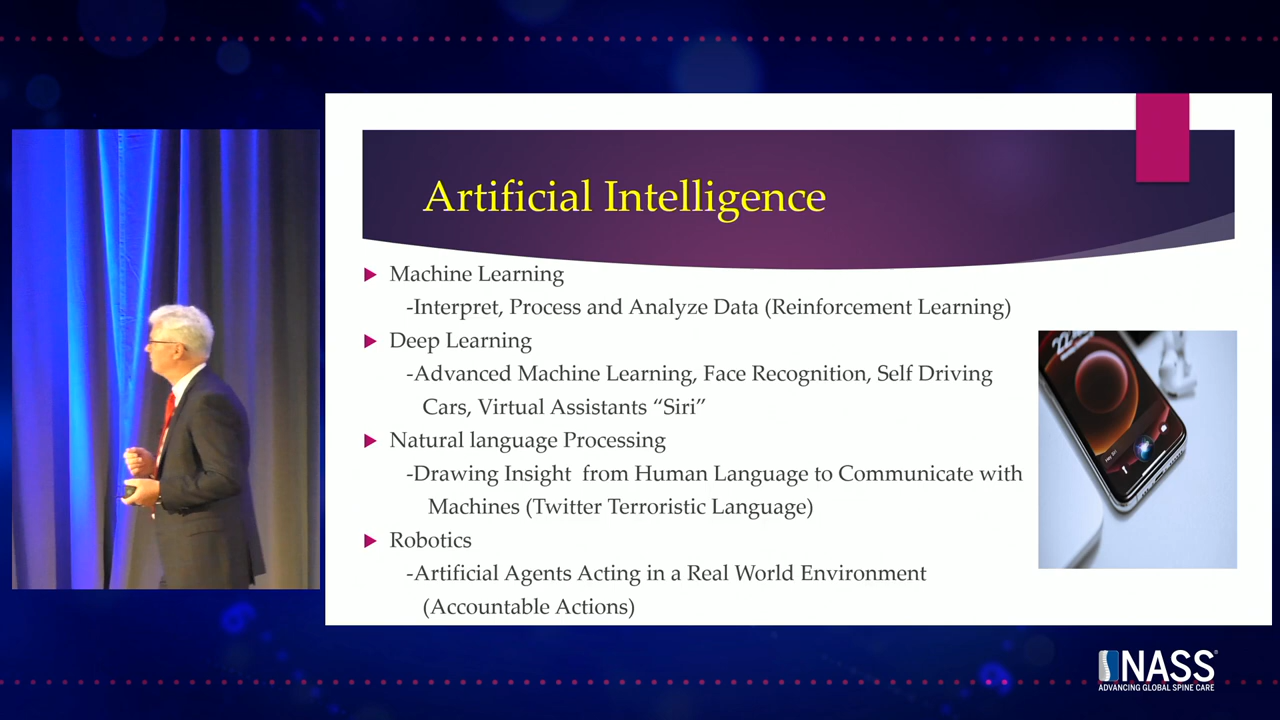 Artificial Intelligence
Machine Learning
-Interpret, Process and Analyze Data (Reinforcement Learning)
Deep Learning
-Advanced Machine Learning, Face Recognition, Self Driving
Cars, Virtual Assistants “Siri”
Natural language Processing
-Drawing Insight from Human Language to Communicate with
Machines (Twitter Terroristic Language)
Robotics
-Artificial Agents Acting in a Real World Environment
(Accountable Actions)
NASS
ADVANCING GLOBAL SPINE CARE